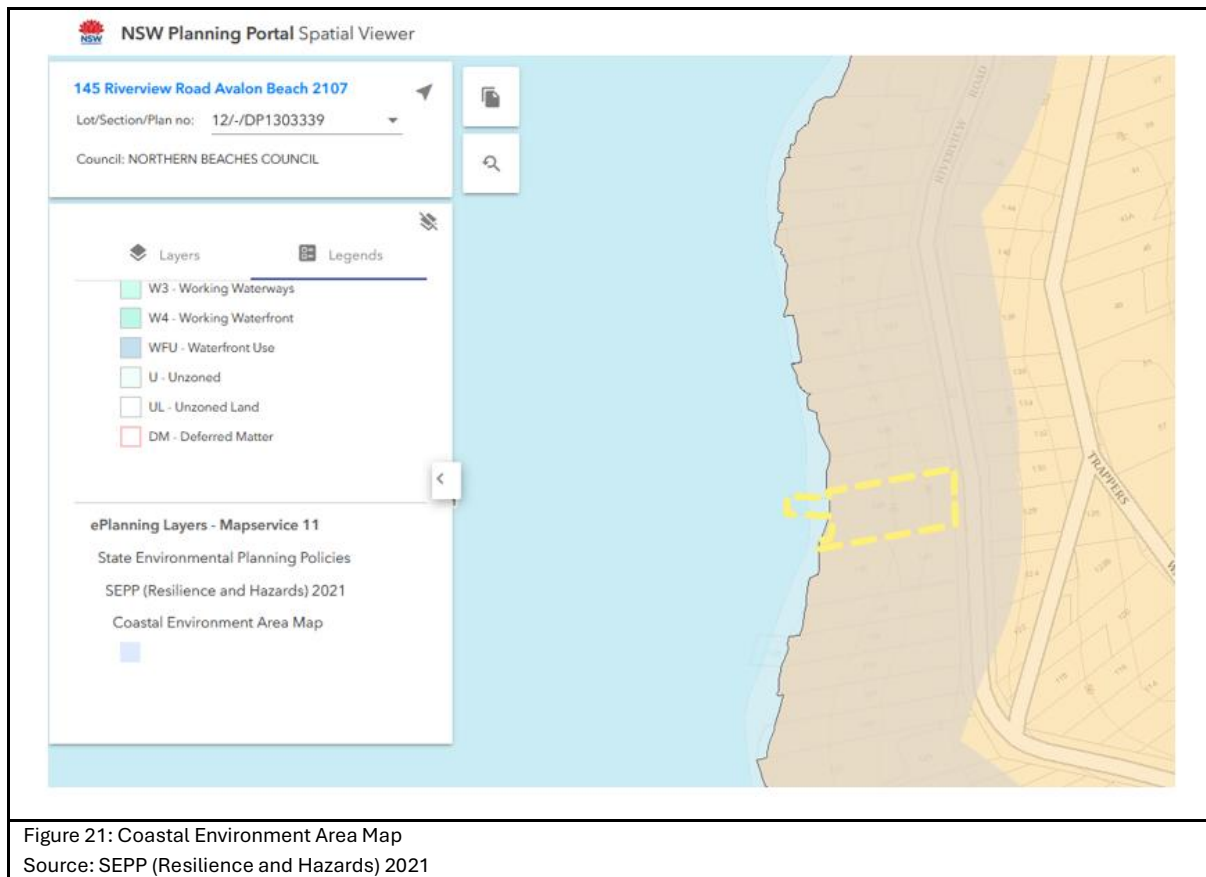 NSW
NSW Planning Portal Spatial Viewer
145 Riverview Road Avalon Beach 2107
Lot/Section/Plan no: 12/-/DP1303339
Council: NORTHERN BEACHES COUNCIL
Layers
Legends
W3 - Working Waterways
W4 - Working Waterfront
WFU - Waterfront Use
U - Unzoned
UL - Unzoned Land
DM - Deferred Matter
ePlanning Layers - Mapservice 11
State Environmental Planning Policies
SEPP (Resilience and Hazards) 2021
Coastal Environment Area Map
RIVERVIEW ROAD
TRAPPERS
Figure 21: Coastal Environment Area Map
Source: SEPP (Resilience and Hazards) 2021